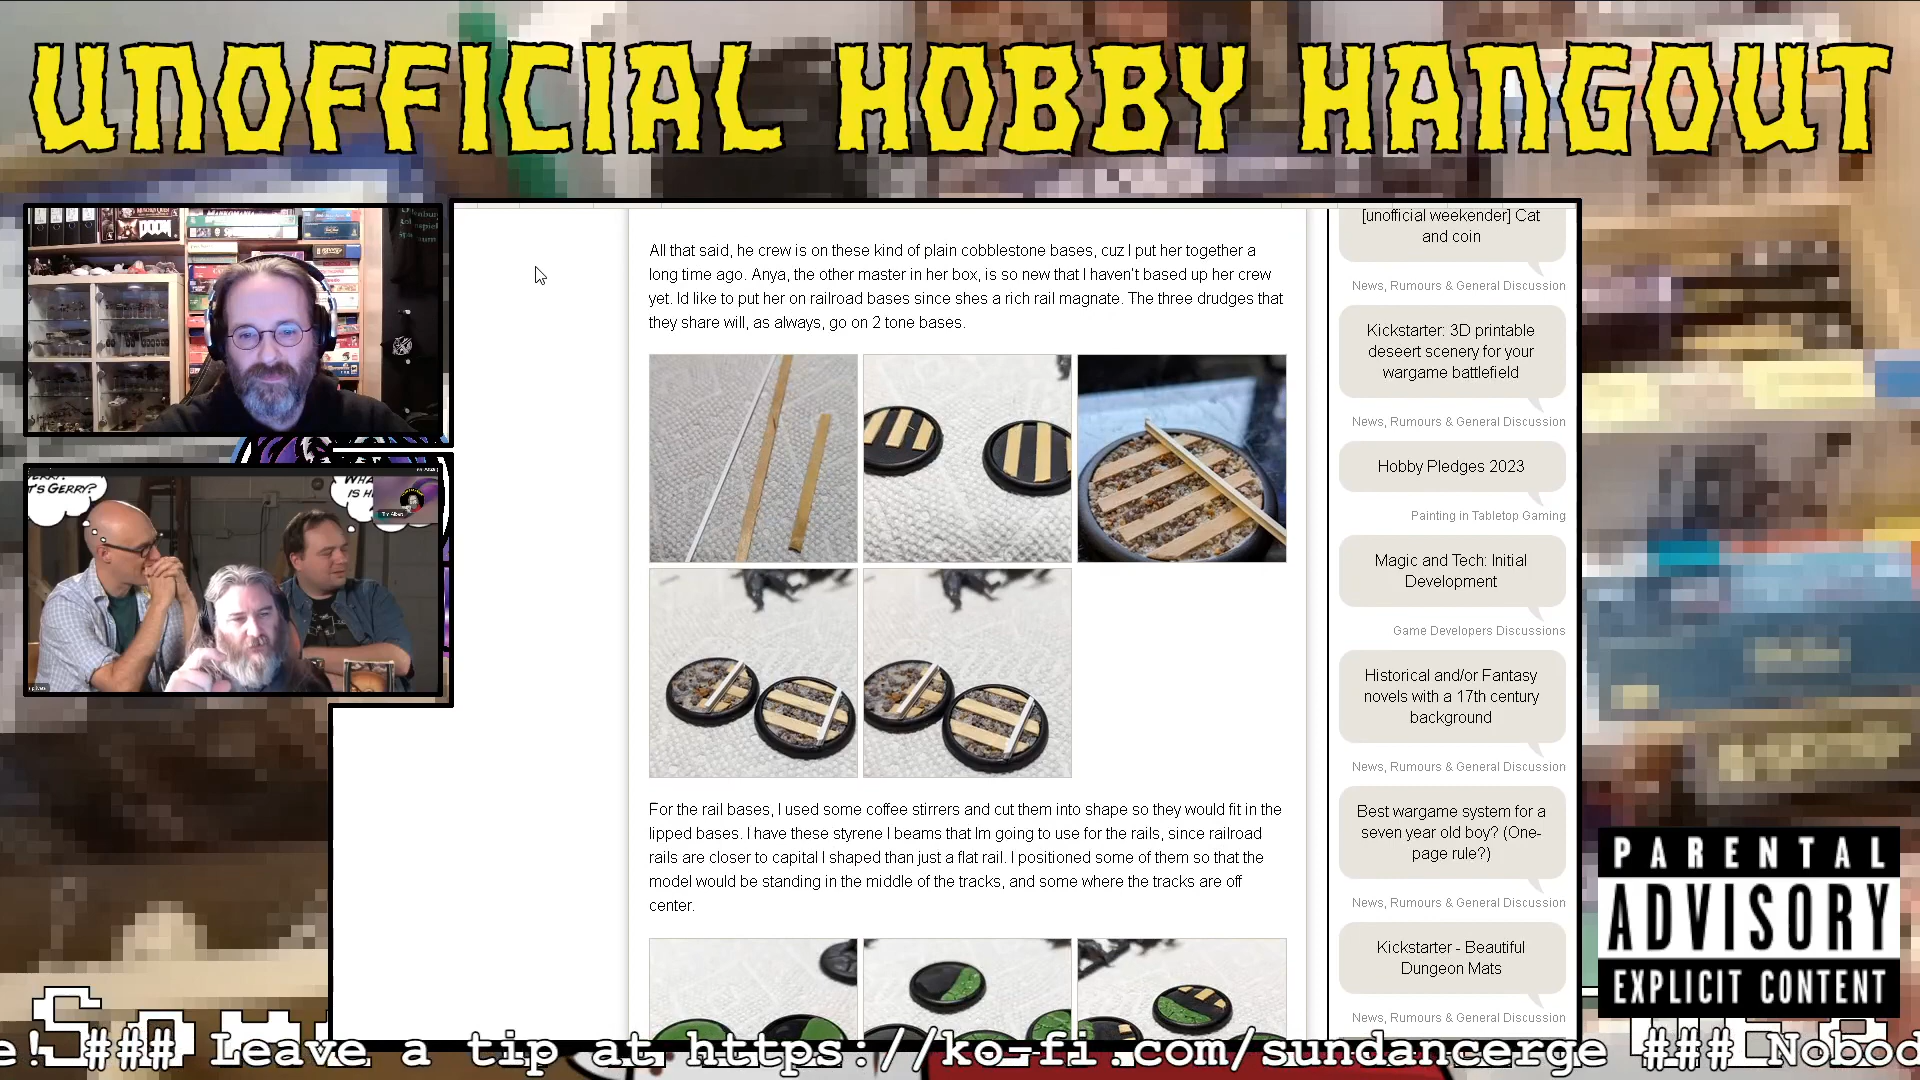 UNOFFICIAL HOBBY HANGOUT
DOOM
All that said, he crew is on these kind of plain cobblestone bases, cuz I put her together a
long time ago. Anya, the other master in her box, is so new that I haven't based up her crew
yet. Id like to put her on railroad bases since shes a rich rail magnate. The three drudges that
they share will, as always, go on 2 tone bases.
For the rail bases, I used some coffee stirrers and cut them into shape so they would fit in the
lipped bases. I have these styrene I beams that Im going to use for the rails, since railroad
rails are closer to capital I shaped than just a flat rail. I positioned some of them so that the
model would be standing in the middle of the tracks, and some where the tracks are off
center.
[unofficial weekender] Cat
and coin
News, Rumours & General Discussion
Kickstarter: 3D printable
deseert scenery for your
wargame battlefield
News, Rumours & General Discussion
Hobby Pledges 2023
Painting in Tabletop Gaming
Magic and Tech: Initial
Development
Game Developers Discussions
Historical and/or Fantasy
novels with a 17th century
background
News, Rumours & General Discussion
Best wargame system for a
seven year old boy? (One-
page rule?)
News, Rumours & General Discussion
Kickstarter - Beautiful
Dungeon Mats
News, Rumours & General Discussion
PARENTAL
ADVISORY
EXPLICIT CONTENT
e! ### Leave a tip at https://ko-fi.com/sundancerge ### Nobod